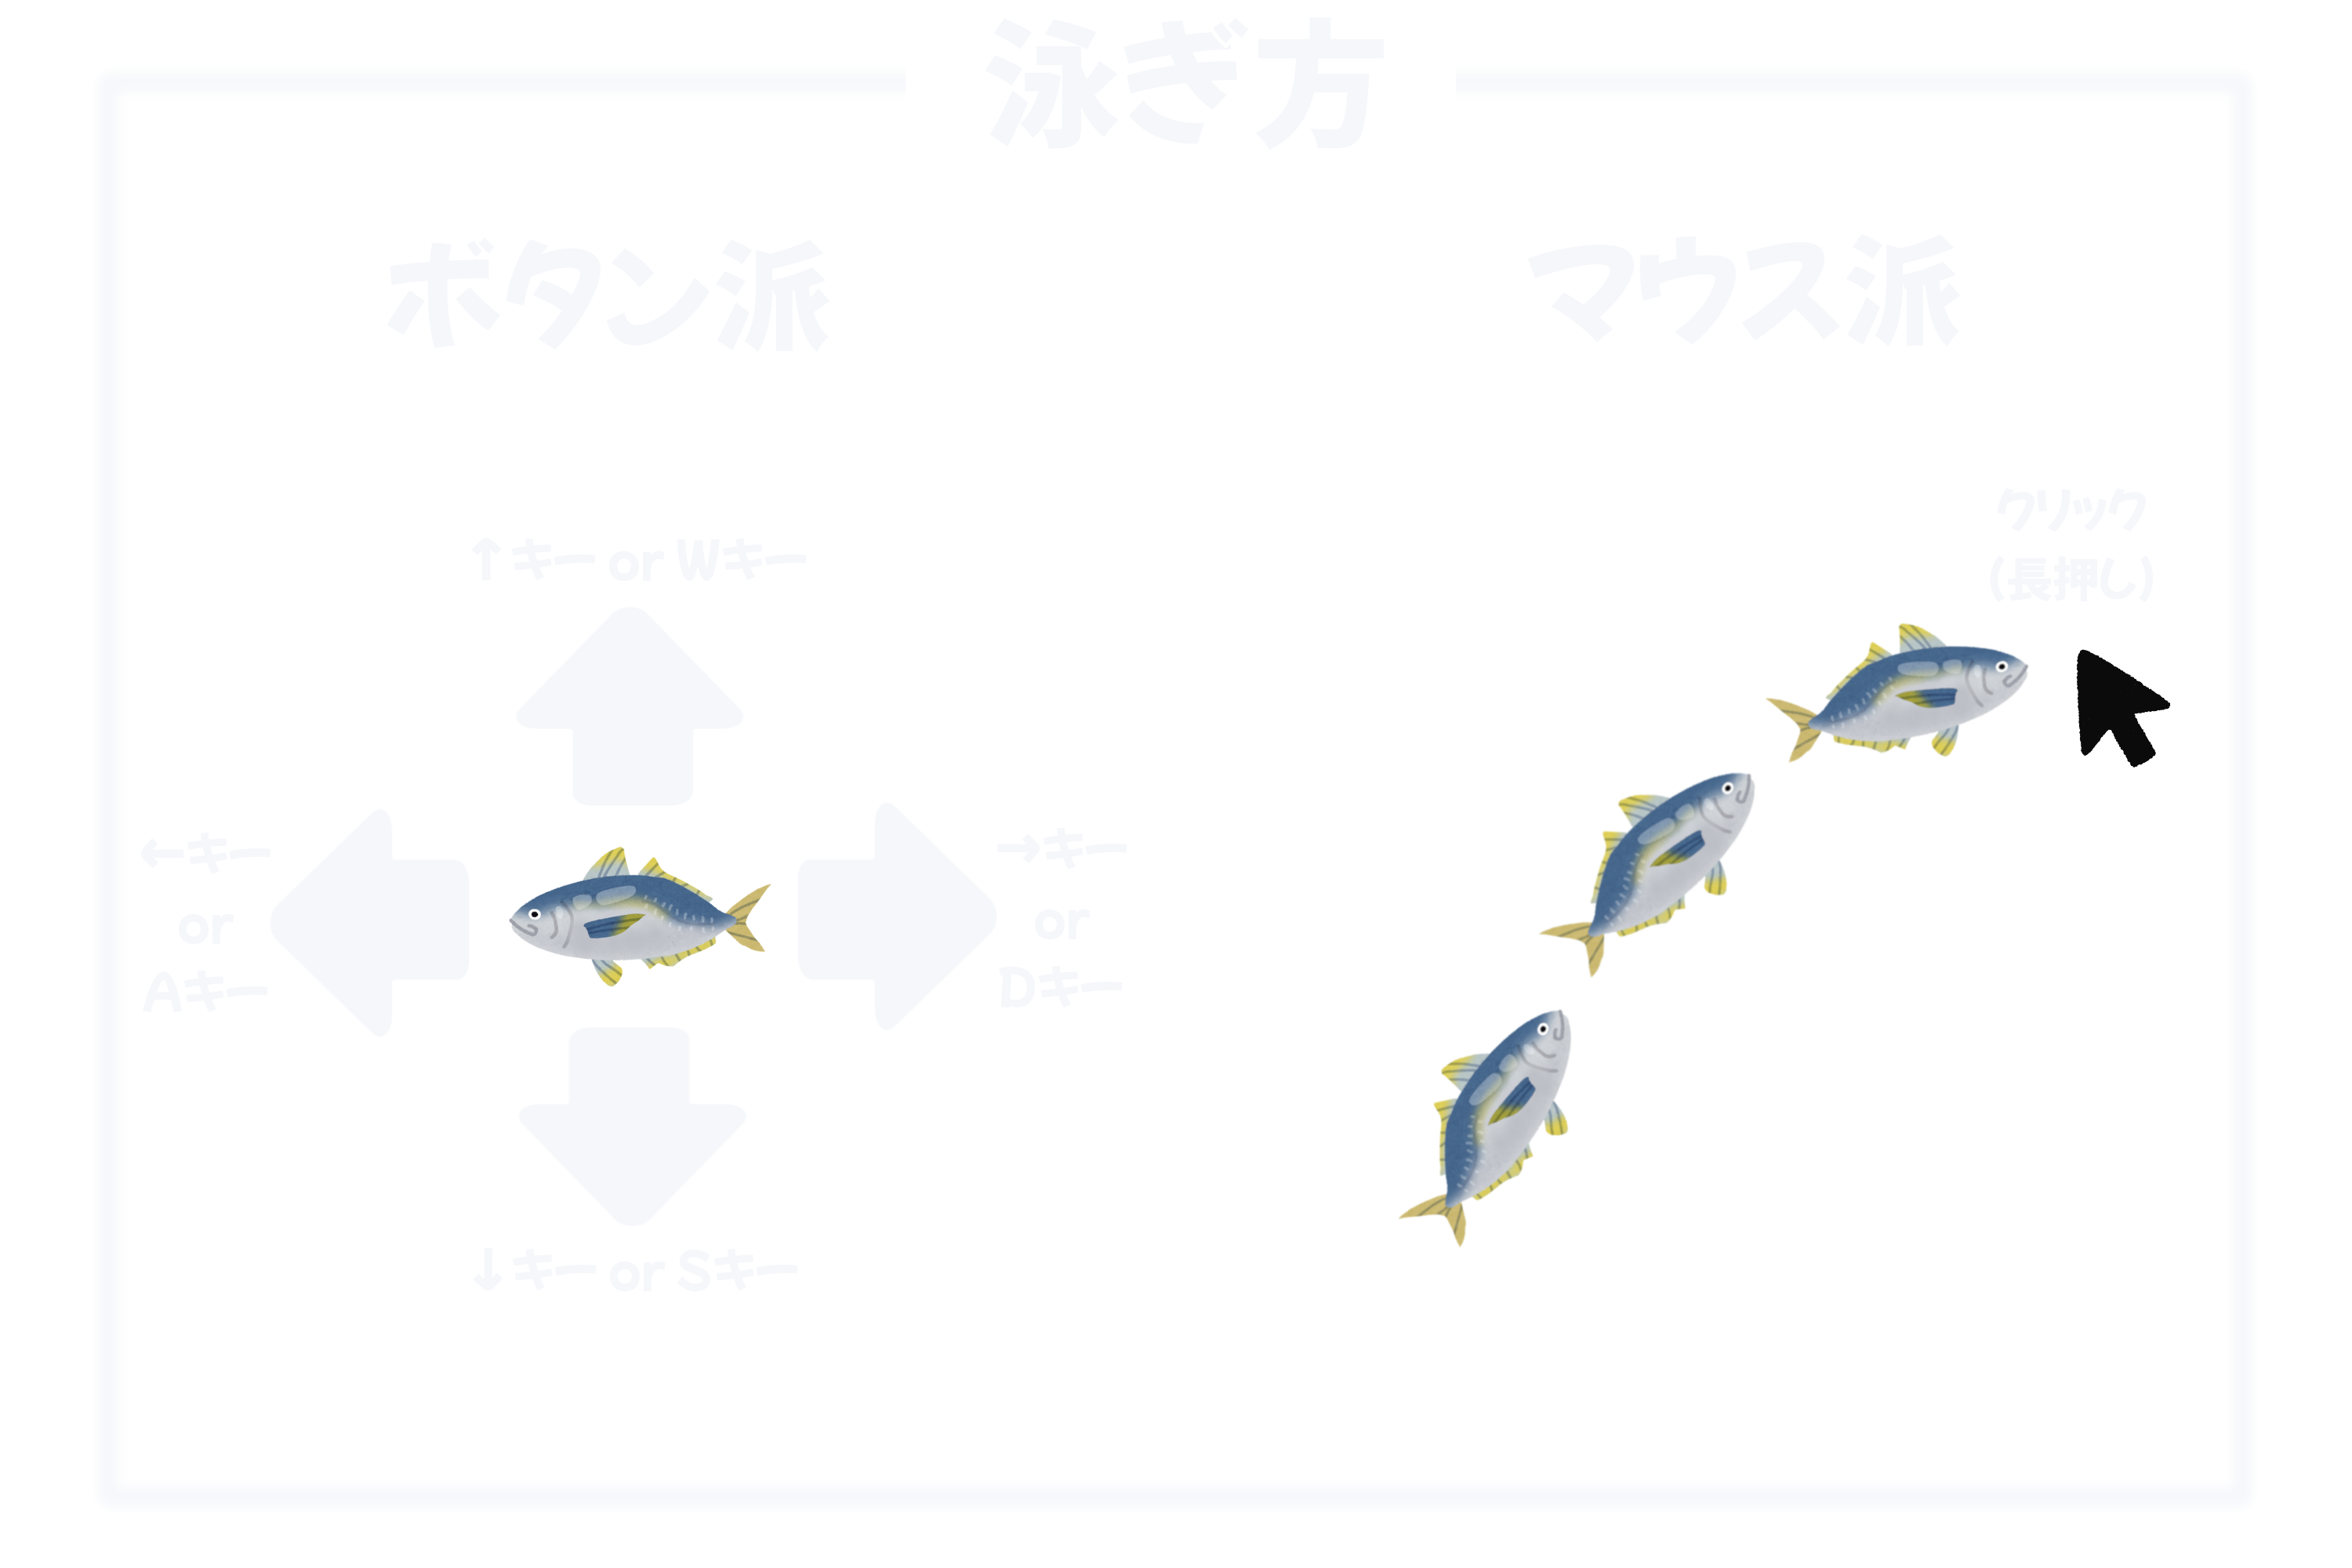 泳ぎ方
ボタン派
↑キー or Wキー
←キー
or
Aキー
→キー
or
Dキー
↓キー or Sキー
マウス派
クリック
(長押し)